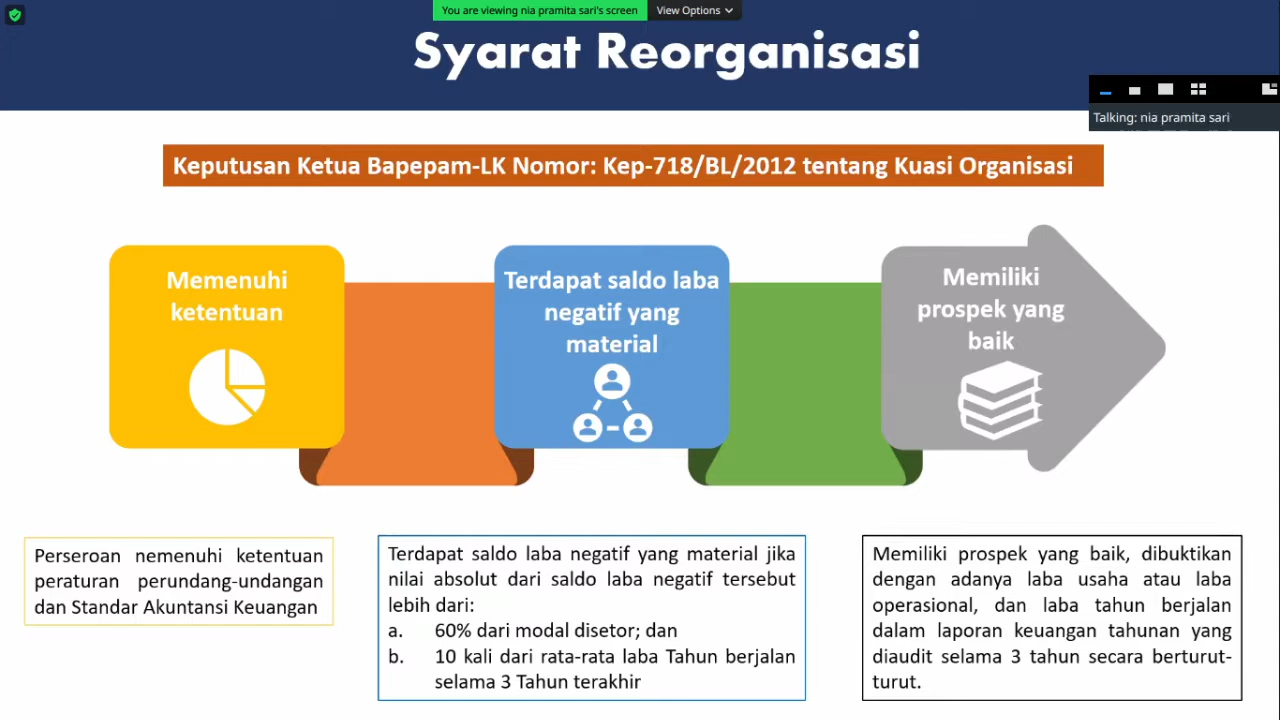 You are viewing nia pramita sari's screen
View Options
Syarat Reorganisasi
Talking: nia pramita sari
Keputusan Ketua Bapepam-LK Nomor: Kep-718/BL/2012 tentang Kuasi Organisasi
Memenuhi
ketentuan
Terdapat saldo laba
negatif yang
material
Memiliki
prospek yang
baik
Perseroan nemenuhi ketentuan
peraturan perundang-undangan
dan Standar Akuntansi Keuangan
Terdapat saldo laba negatif yang material jika
nilai absolut dari saldo laba negatif tersebut
lebih dari:
a. 60% dari modal disetor; dan
b. 10 kali dari rata-rata laba Tahun berjalan
selama 3 Tahun terakhir
Memiliki prospek yang baik, dibuktikan
dengan adanya laba usaha atau laba
operasional, dan laba tahun berjalan
dalam laporan keuangan tahunan yang
diaudit selama 3 tahun secara berturut-
turut.